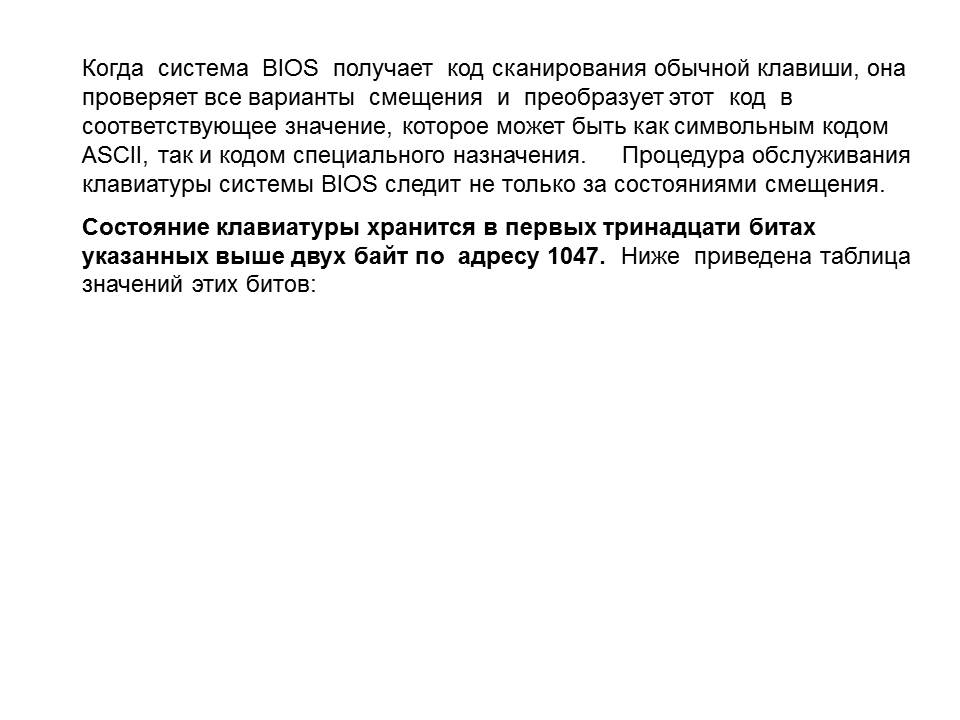 Когда система BIOS получает код сканирования обычной клавиши, она
проверяет все варианты смещения и преобразует этот код в
соответствующее значение, которое может быть как символьным кодом
ASCII, так и кодом специального назначения. Процедура обслуживания
клавиатуры системы BIOS следит не только за состояниями смещения.
Состояние клавиатуры хранится в первых тринадцати битах
указанных выше двух байт по адресу 1047. Ниже приведена таблица
значений этих битов: